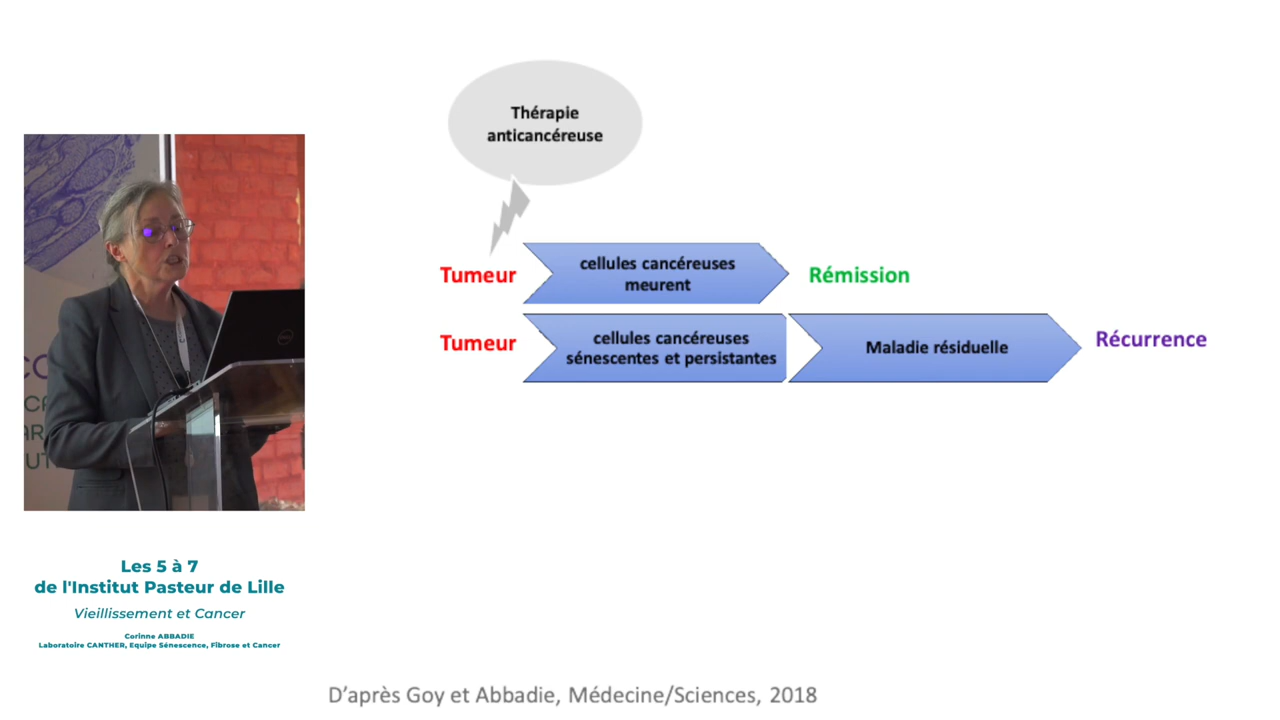 Thérapie
anticancéreuse
Tumeur
cellules cancéreuses
meurent
Rémission
Tumeur
cellules cancéreuses
sénescentes et persistantes
Maladie résiduelle
Récurrence
Les 5 à 7
de l'Institut Pasteur de Lille
Vieillissement et Cancer
Corinne ABBADIE
Laboratoire CANTHER, Equipe Sénescence, Fibrose et Cancer
D'après Goy et Abbadie, Médecine/Sciences, 2018